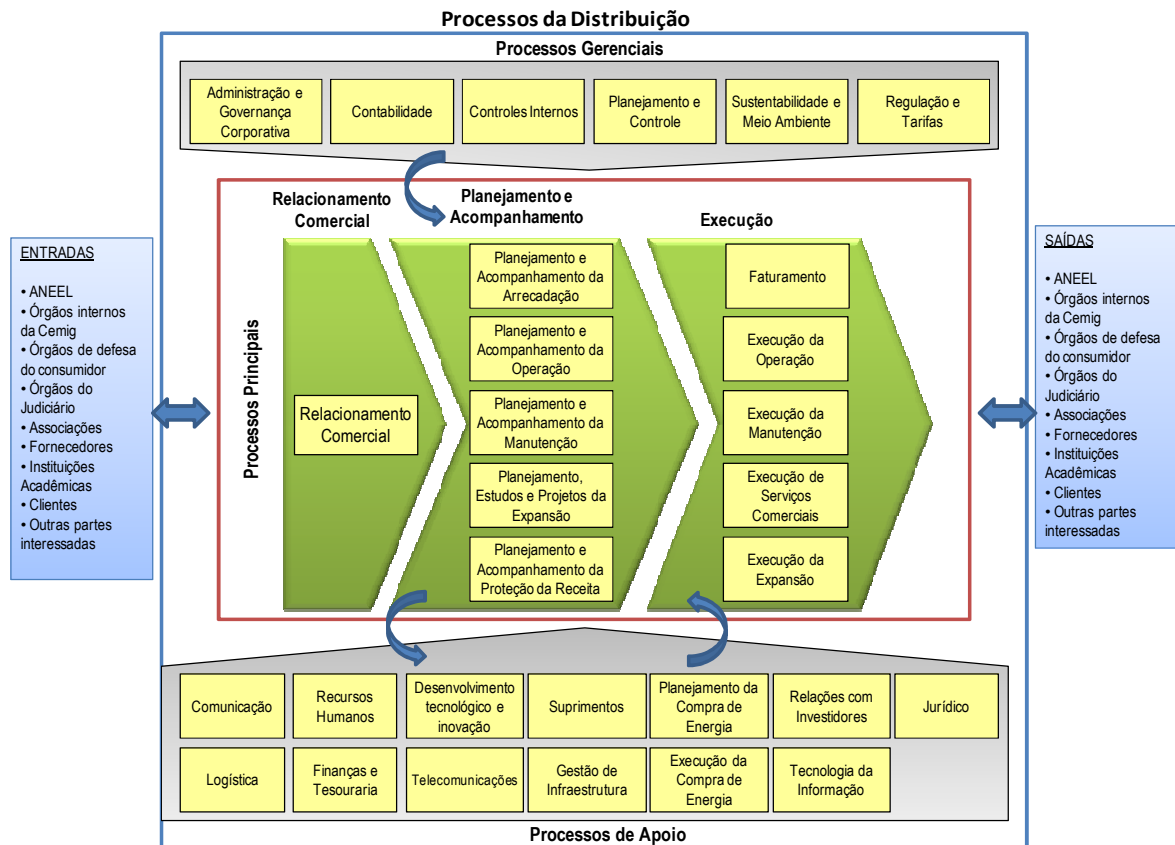 Processos da Distribuição
Processos Gerenciais
Administração e
Governança
Corporativa
Contabilidade
Controles Internos
Planejamento e
Controle
Sustentabilidade e
Meio Ambiente
Regulação e
Tarifas
ENTRADAS
• ANEEL
• Órgãos internos
da Cemig
• Órgãos de defesa
do consumidor
• Órgãos do
Judiciário
• Associações
• Fornecedores
• Instituições
Acadêmicas
• Clientes
• Outras partes
interessadas
Processos Principais
Relacionamento
Comercial
Relacionamento
Comercial
Planejamento e
Acompanhamento
Planejamento e
Acompanhamento da
Arrecadação
Planejamento e
Acompanhamento da
Operação
Planejamento e
Acompanhamento da
Manutenção
Planejamento,
Estudos e Projetos da
Expansão
Planejamento e
Acompanhamento da
Proteção da Receita
Execução
Faturamento
Execução da
Operação
Execução da
Manutenção
Execução de
Serviços
Comerciais
Execução da
Expansão
SAÍDAS
• ANEEL
• Órgãos internos
da Cemig
• Órgãos de defesa
do consumidor
• Órgãos do
Judiciário
• Associações
• Fornecedores
• Instituições
Acadêmicas
• Clientes
• Outras partes
interessadas
Comunicação
Recursos
Humanos
Desenvolvimento
tecnológico e
inovação
Suprimentos
Planejamento da
Compra de
Energia
Relações com
Investidores
Jurídico
Logística
Finanças e
Tesouraria
Telecomunicações
Gestão de
Infraestrutura
Execução da
Compra de
Energia
Tecnologia da
Informação
Processos de Apoio